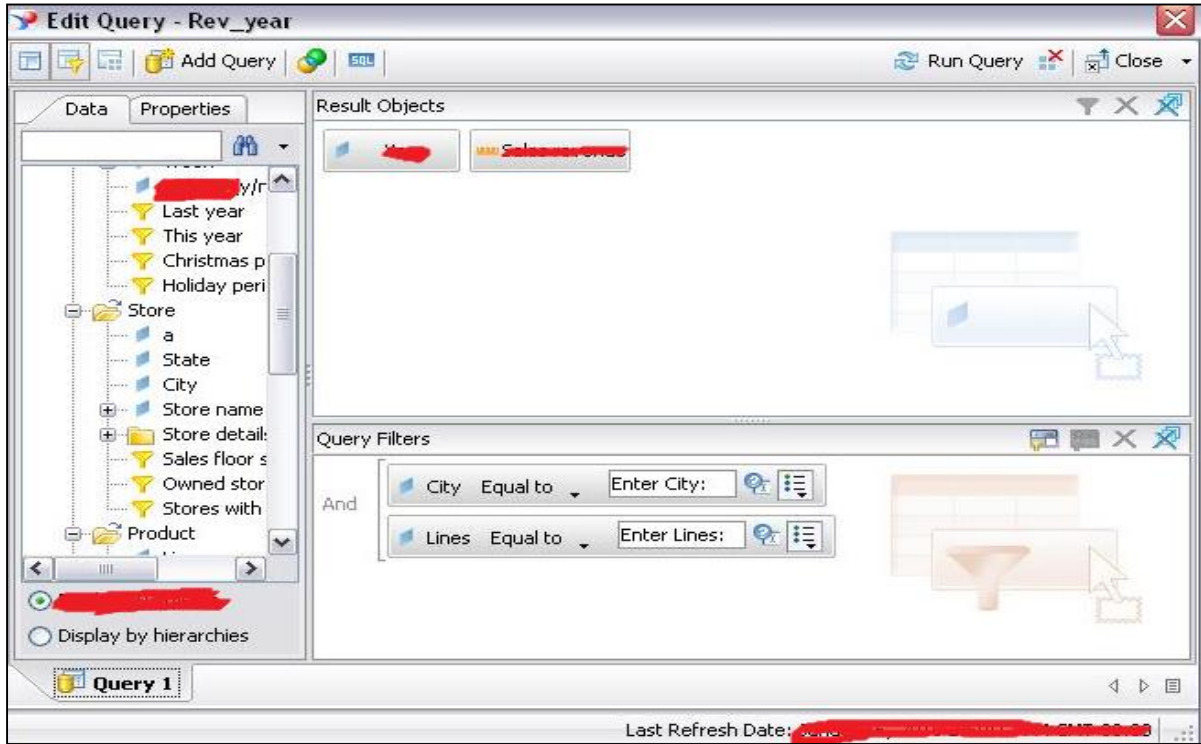 Edit Query - Rev_year
Add Query SQL Run Query Close
Data Properties
Result Objects
y/r
Last year
This year
Christmas p
Holiday peri
Store
a
State
City
Store name
Store detail:
Sales floor s
Owned stor
Stores with
Product
Display by hierarchies
Query Filters
And
City Equal to Enter City:
Lines Equal to Enter Lines:
Query 1
Last Refresh Date: